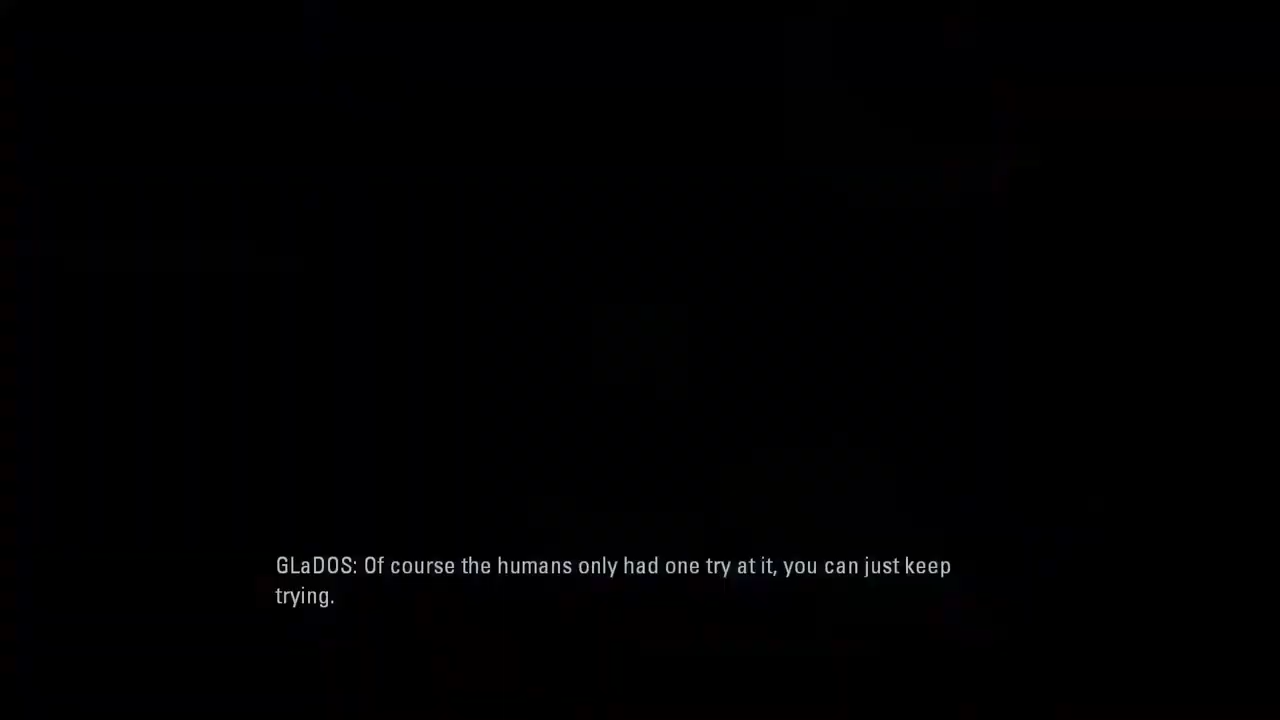 GLaDOS: Of course the humans only had one try at it, you can just keep
trying.